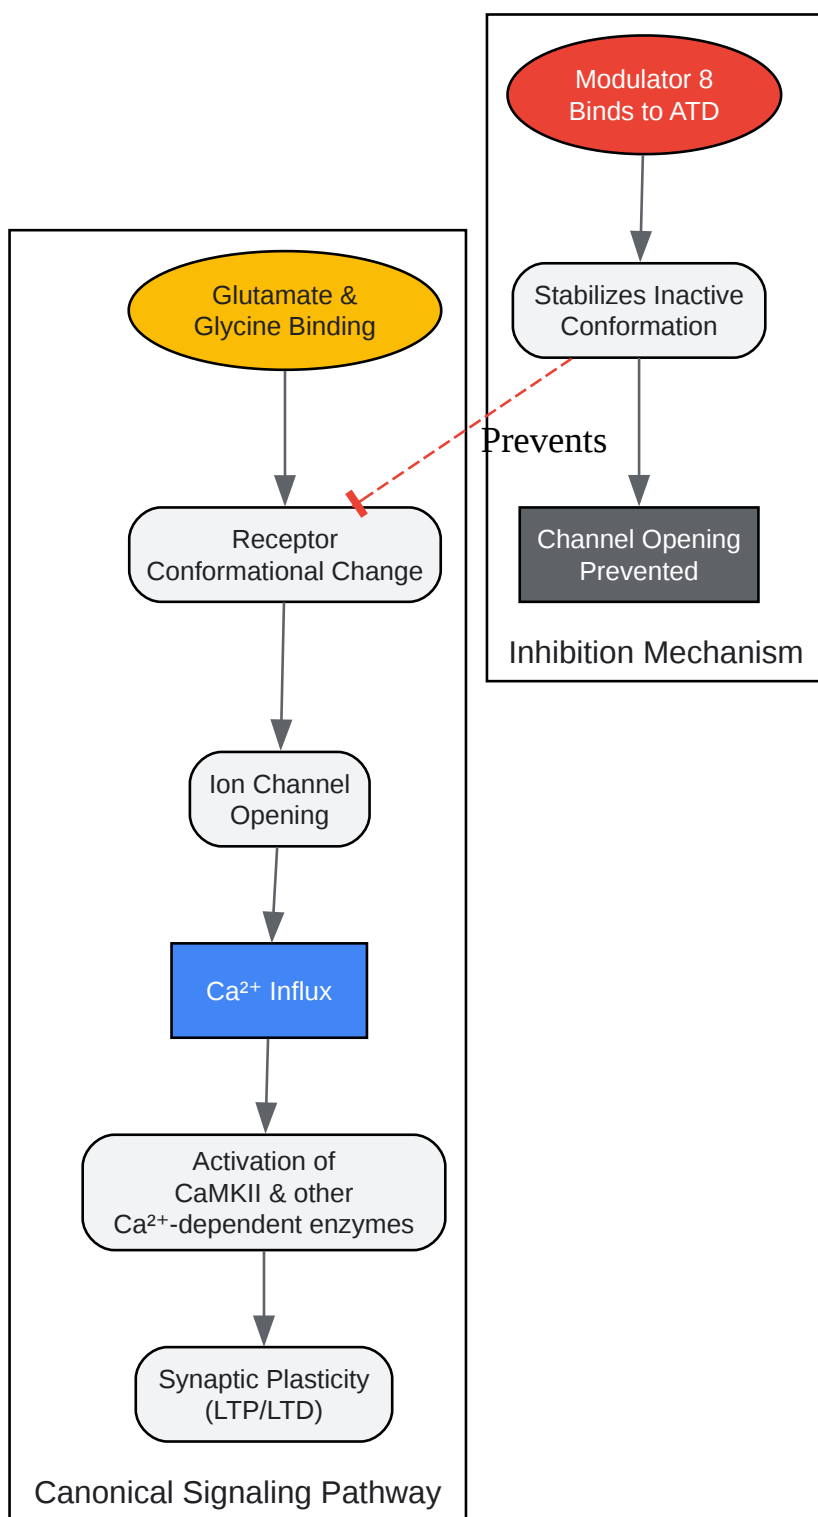 Modulator 8
Binds to ATD
Glutamate &
Glycine Binding
Stabilizes Inactive
Conformation
Prevents
Receptor
Conformational Change
Channel Opening
Prevented
Inhibition Mechanism
Ion Channel
Opening
Ca²⁺ Influx
Activation of
CaMKII & other
Ca²⁺-dependent enzymes
Synaptic Plasticity
(LTP/LTD)
Canonical Signaling Pathway